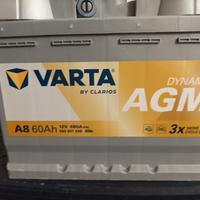 DYNAM
VARTA
BY CLARIOS
AGM
A8 60Ah 12V 680A
3x